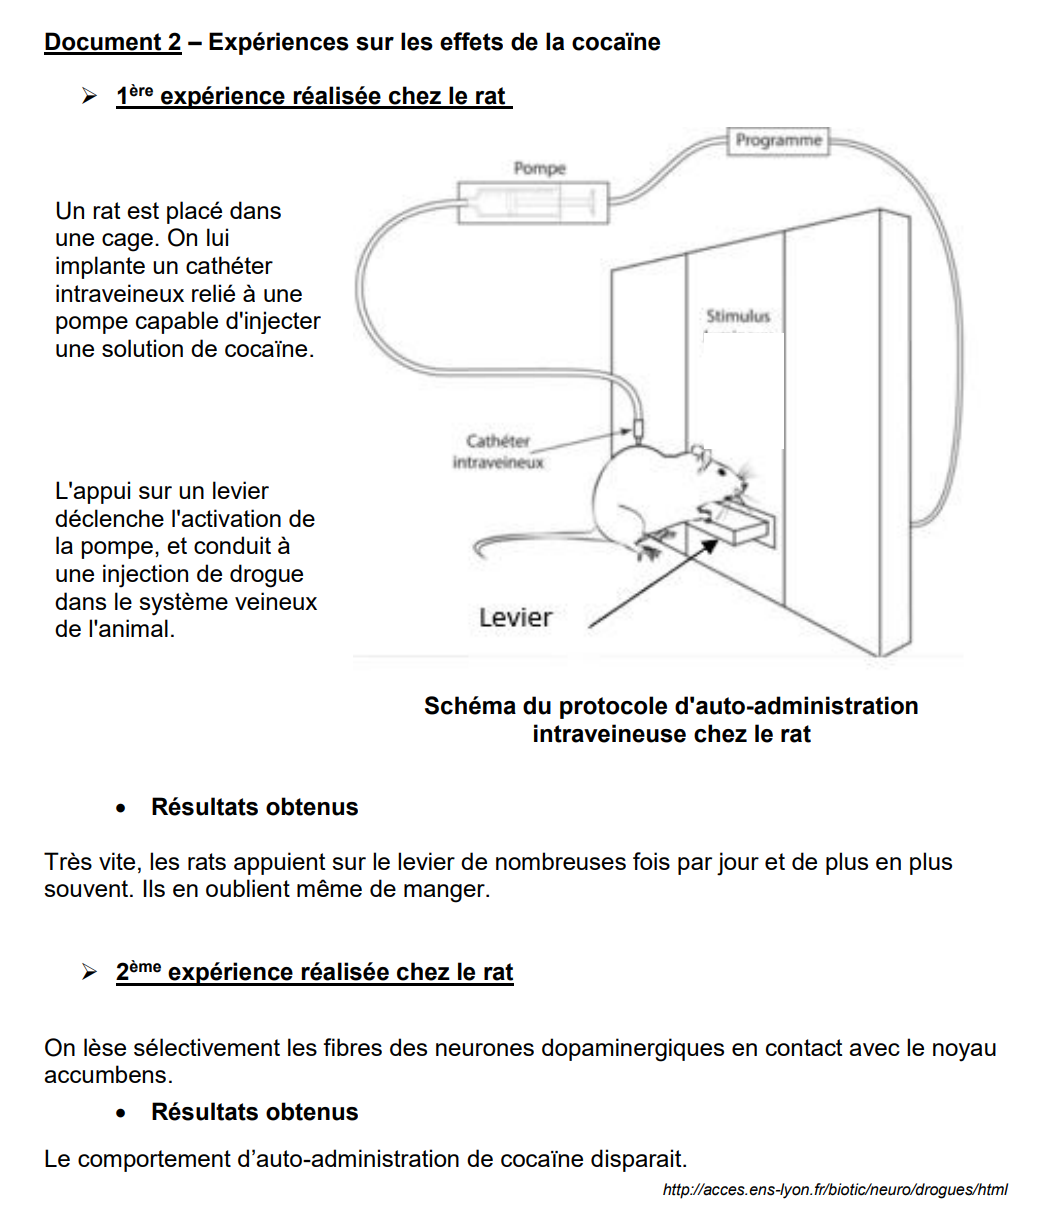 Document 2 – Expériences sur les effets de la cocaïne
➢ 1ère expérience réalisée chez le rat
Programme
Pompe
Un rat est placé dans
une cage. On lui
implante un cathéter
intraveineux relié à une
pompe capable d'injecter
une solution de cocaïne.
Stimulus
Cathéter
intraveineux
L'appui sur un levier
déclenche l'activation de
la pompe, et conduit à
une injection de drogue
dans le système veineux
de l'animal.
Levier
Schéma du protocole d'auto-administration
intraveineuse chez le rat
• Résultats obtenus
Très vite, les rats appuient sur le levier de nombreuses fois par jour et de plus en plus
souvent. Ils en oublient même de manger.
➢ 2ème expérience réalisée chez le rat
On lèse sélectivement les fibres des neurones dopaminergiques en contact avec le noyau
accumbens.
• Résultats obtenus
Le comportement d’auto-administration de cocaïne disparait.
http://acces.ens-lyon.fr/biotic/neuro/drogues/html